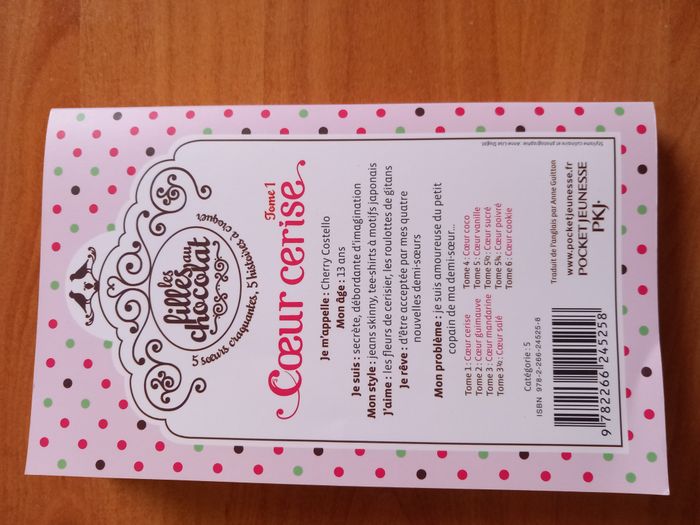 les
filles
au
chocolat
5 sœurs craquantes, 5 histoires à croquer
Cœur cerise
Tome 1
Je m'appelle : Cherry Costello
Mon âge : 13 ans
Je suis : secrète, débordante d'imagination
Mon style : jeans skinny, tee-shirts à motifs japonais
J'aime : les fleurs de cerisier, les roulottes de gitans
Je rêve : d'être acceptée par mes quatre
nouvelles demi-sœurs
Mon problème : je suis amoureuse du petit
copain de ma demi-sœur...
Tome 1 : Cœur cerise
Tome 2 : Cœur guimauve
Tome 3 : Cœur mandarine
Tome 3½ : Cœur salé
Tome 4 : Cœur coco
Tome 5 : Cœur vanille
Tome 5½ : Cœur sucré
Tome 5¾ : Cœur poivré
Tome 6 : Cœur cookie
Catégorie : 5
ISBN 978-2-266-24525-8
9 782266 245258
Traduit de l'anglais par Anne Guitton
www.pocketjeunesse.fr
POCKET JEUNESSE
PKJ.
Stylisme culinaire et photographie : Anne-Lise